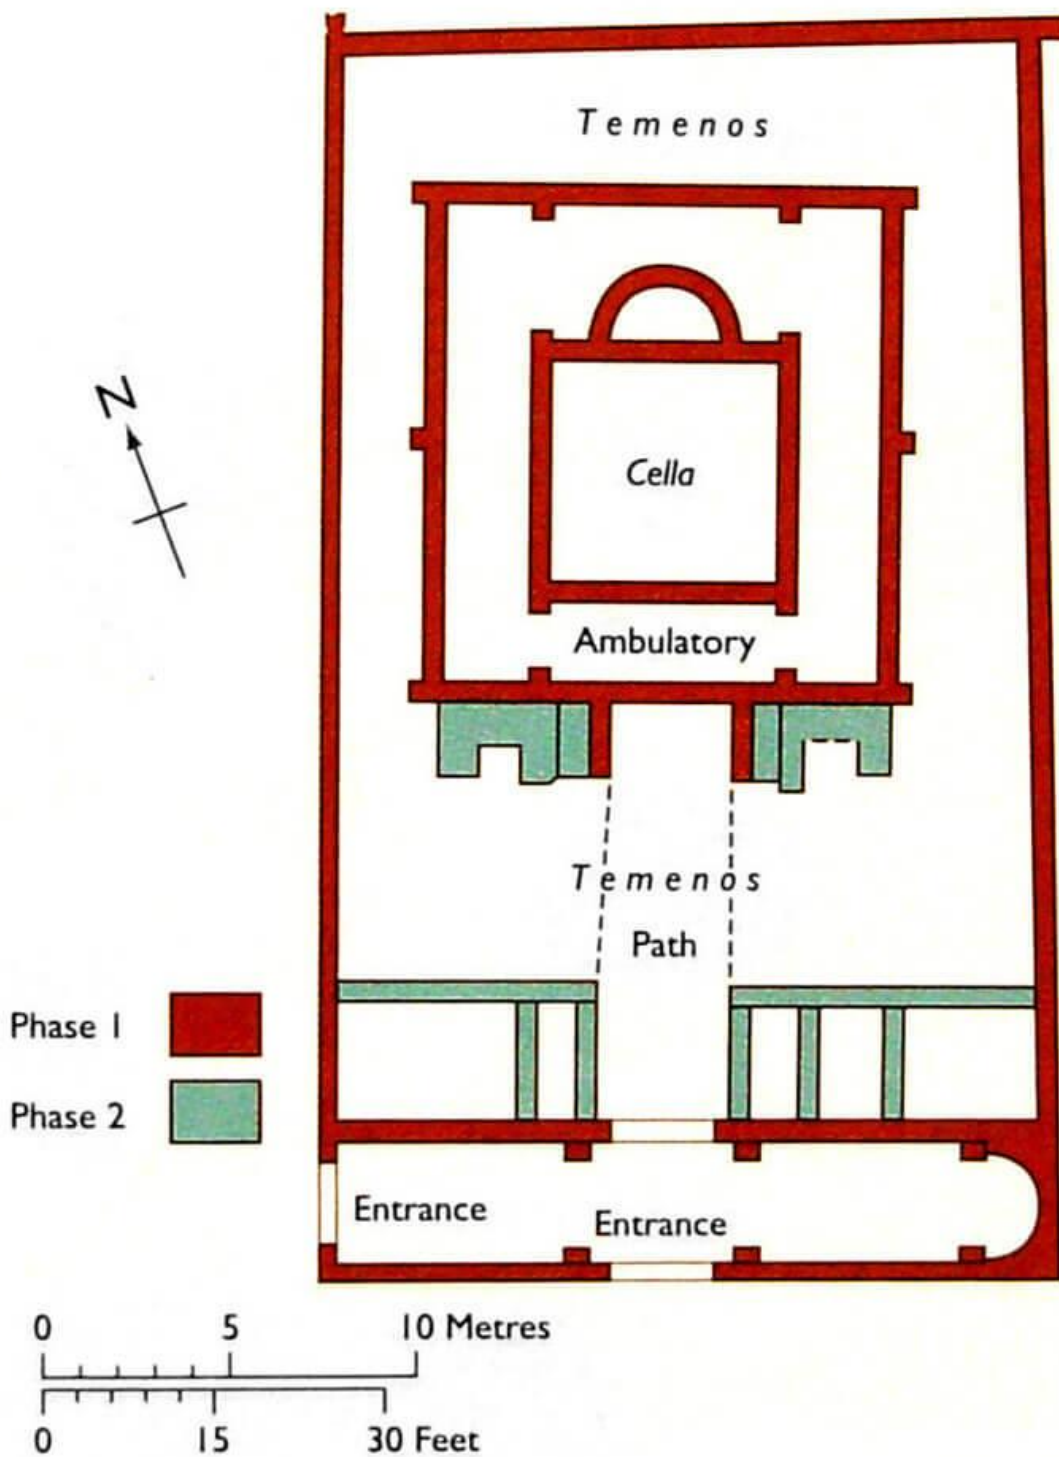 Temenos
N
Cella
Ambulatory
Temenos
Path
Phase 1
Phase 2
Entrance
Entrance
0 5 10 Metres
0 15 30 Feet